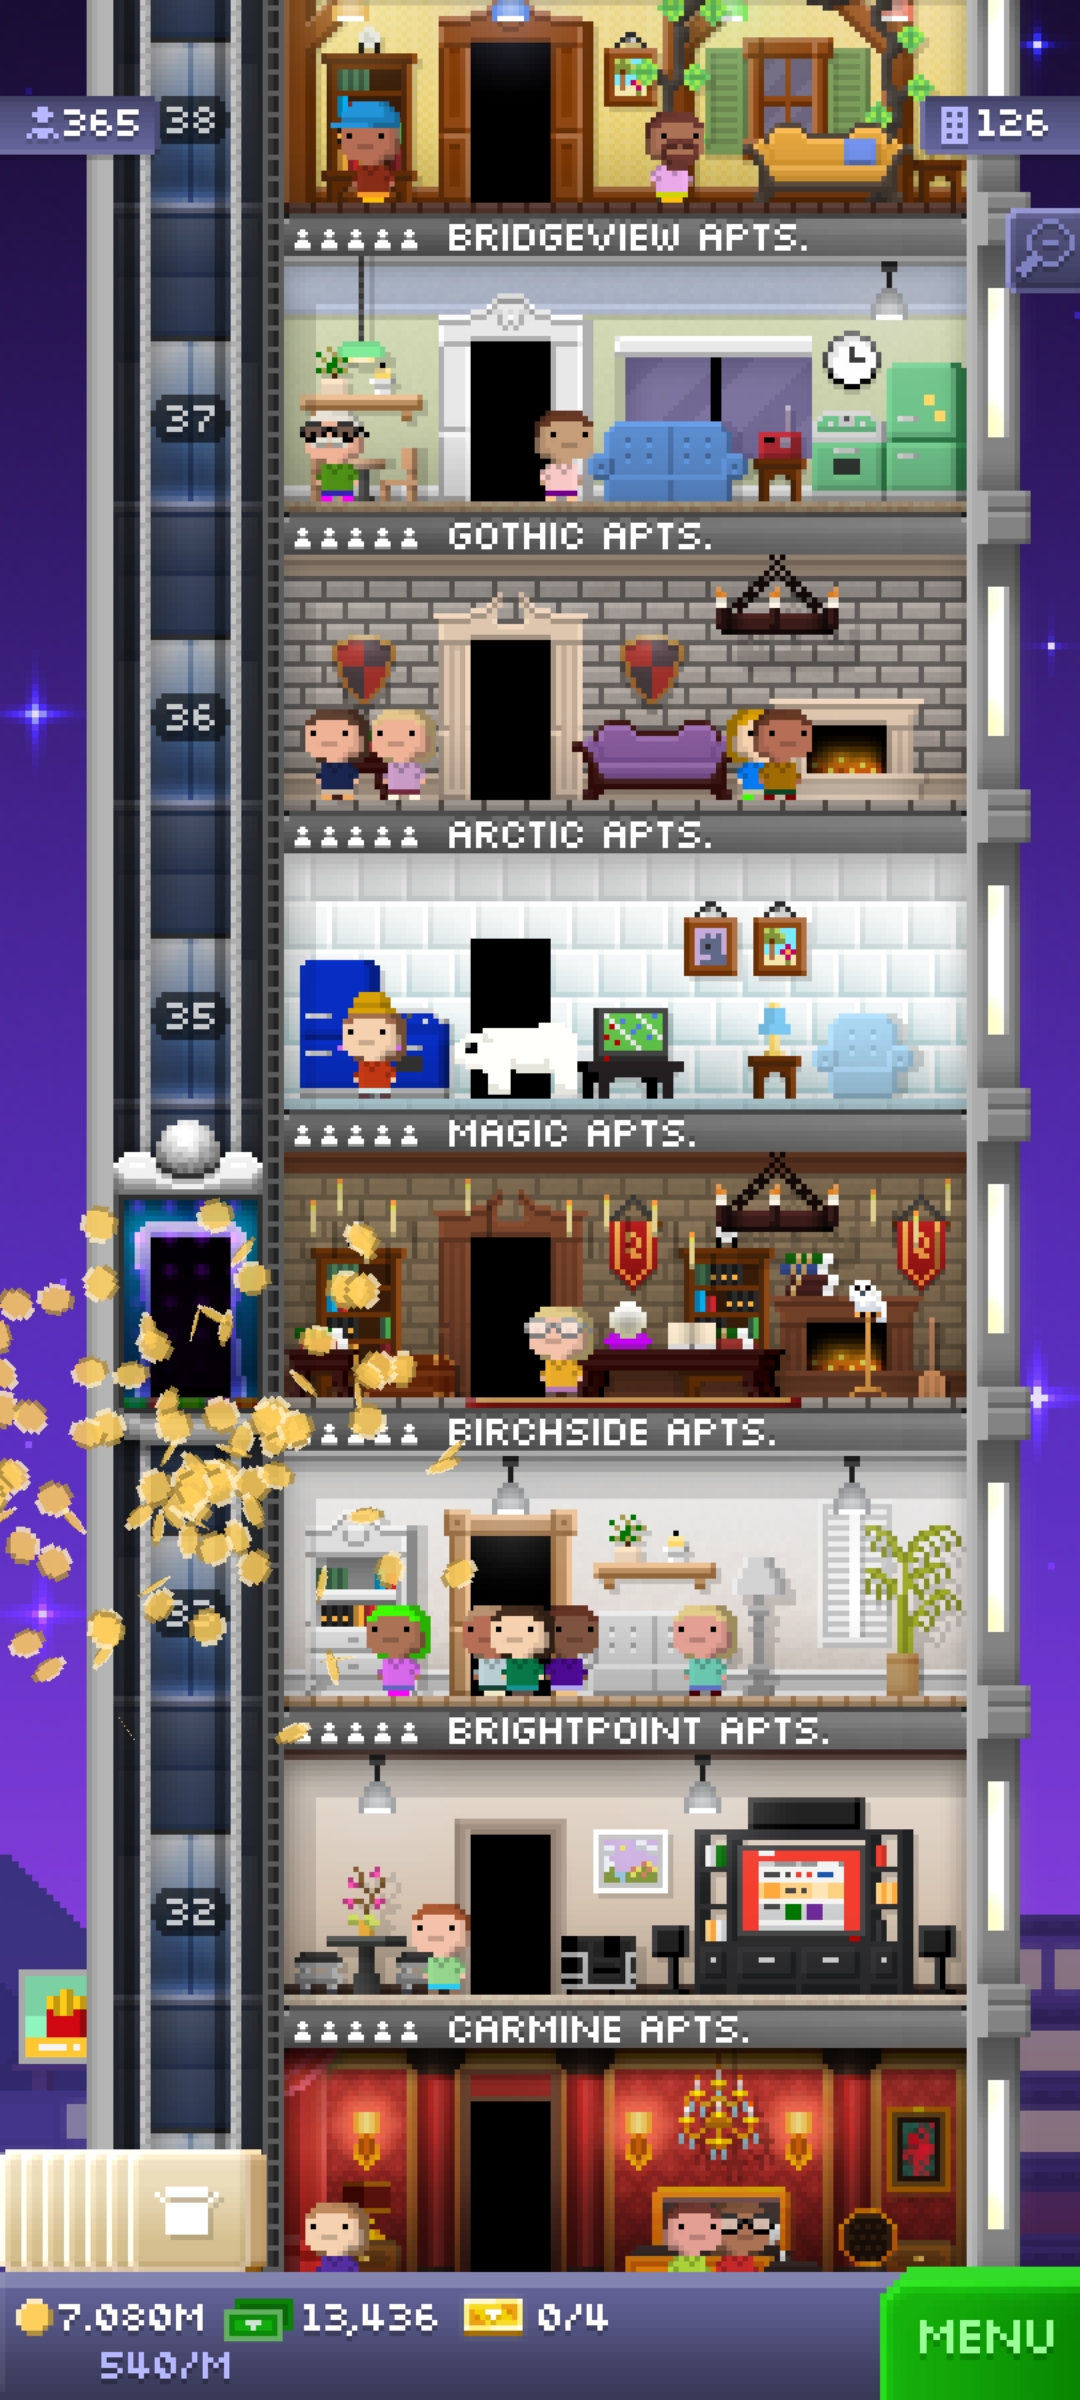 365
38
126
BRIDGEVIEW APTS.
37
GOTHIC APTS.
36
ARCTIC APTS.
35
MAGIC APTS.
BIRCHSIDE APTS.
BRIGHTPOINT APTS.
32
CARMINE APTS.
7.080M
13,436
0/4
540/M
MENU